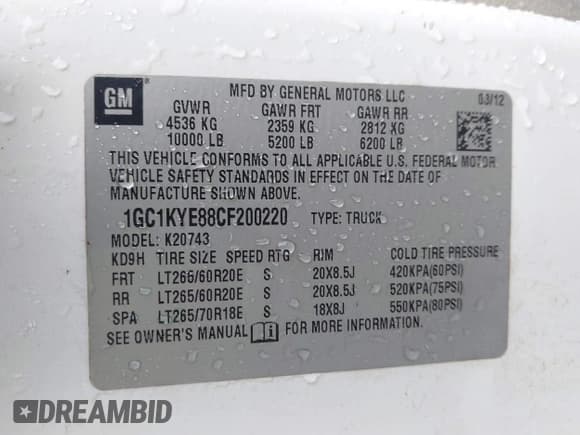 GM
MFD BY GENERAL MOTORS LLC 03/12
GVWR GAWR FRT GAWR RR
4536 KG 2359 KG 2812 KG
10000 LB 5200 LB 6200 LB
THIS VEHICLE CONFORMS TO ALL APPLICABLE U.S. FEDERAL MOTOR
VEHICLE SAFETY STANDARDS IN EFFECT ON THE DATE OF
MANUFACTURE SHOWN ABOVE.
1GC1KYE88CF200220 TYPE: TRUCK
MODEL: K20743
KD9H TIRE SIZE SPEED RTG RIM COLD TIRE PRESSURE
FRT LT265/60R20E S 20X8.5J 420KPA(60PSI)
RR LT265/60R20E S 20X8.5J 520KPA(75PSI)
SPA LT265/70R18E S 18X8J 550KPA(80PSI)
SEE OWNER'S MANUAL FOR MORE INFORMATION.
DREAMBID